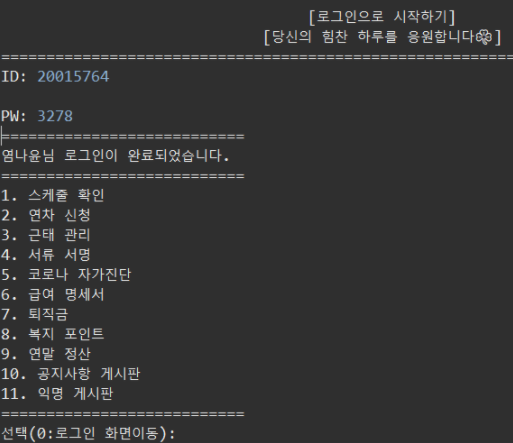 [로그인으로 시작하기]
[당신의 힘찬 하루를 응원합니다🏵]
=========================================================
ID: 20015764
PW: 3278
===========================
염나윤님 로그인이 완료되었습니다.
===========================
1. 스케줄 확인
2. 연차 신청
3. 근태 관리
4. 서류 서명
5. 코로나 자가진단
6. 급여 명세서
7. 퇴직금
8. 복지 포인트
9. 연말 정산
10. 공지사항 게시판
11. 익명 게시판
===========================
선택(0:로그인 화면이동):